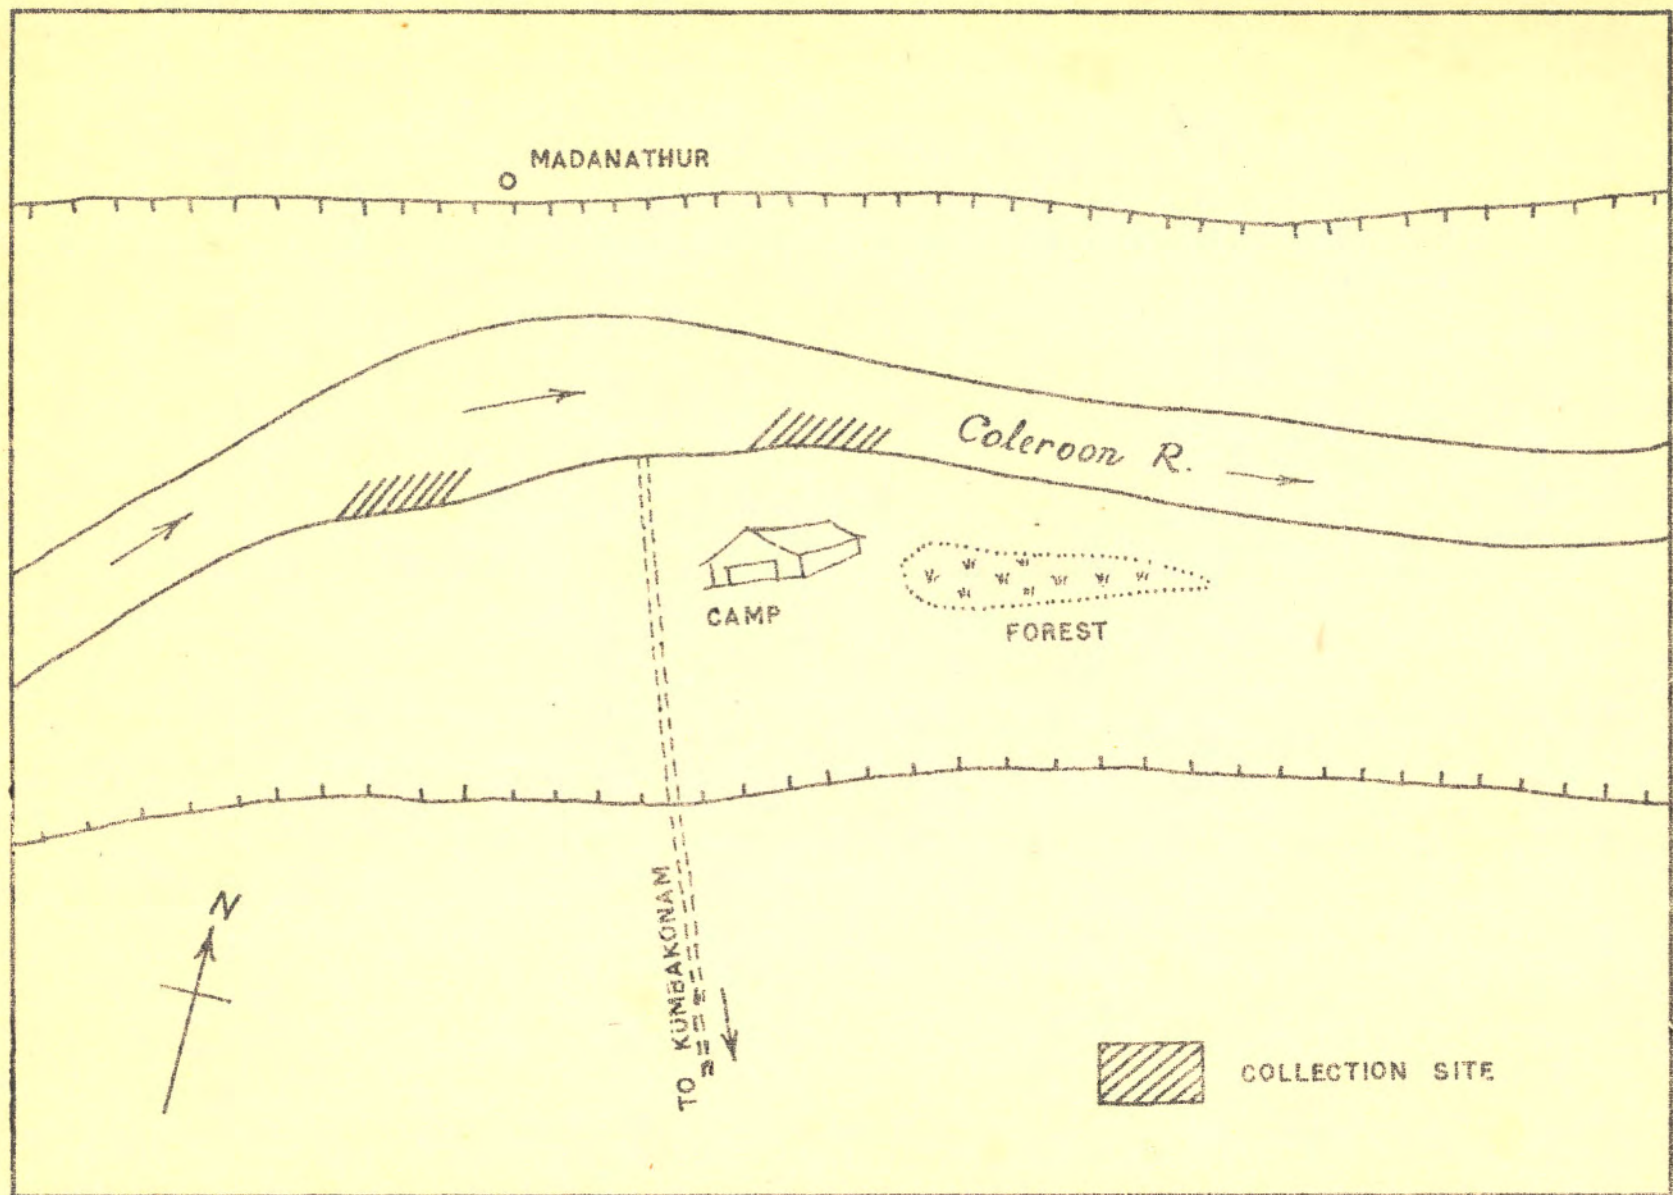 MADANATHUR
Coleroon R.
CAMP
FOREST
N
TO KUMBAKONAM
COLLECTION SITE